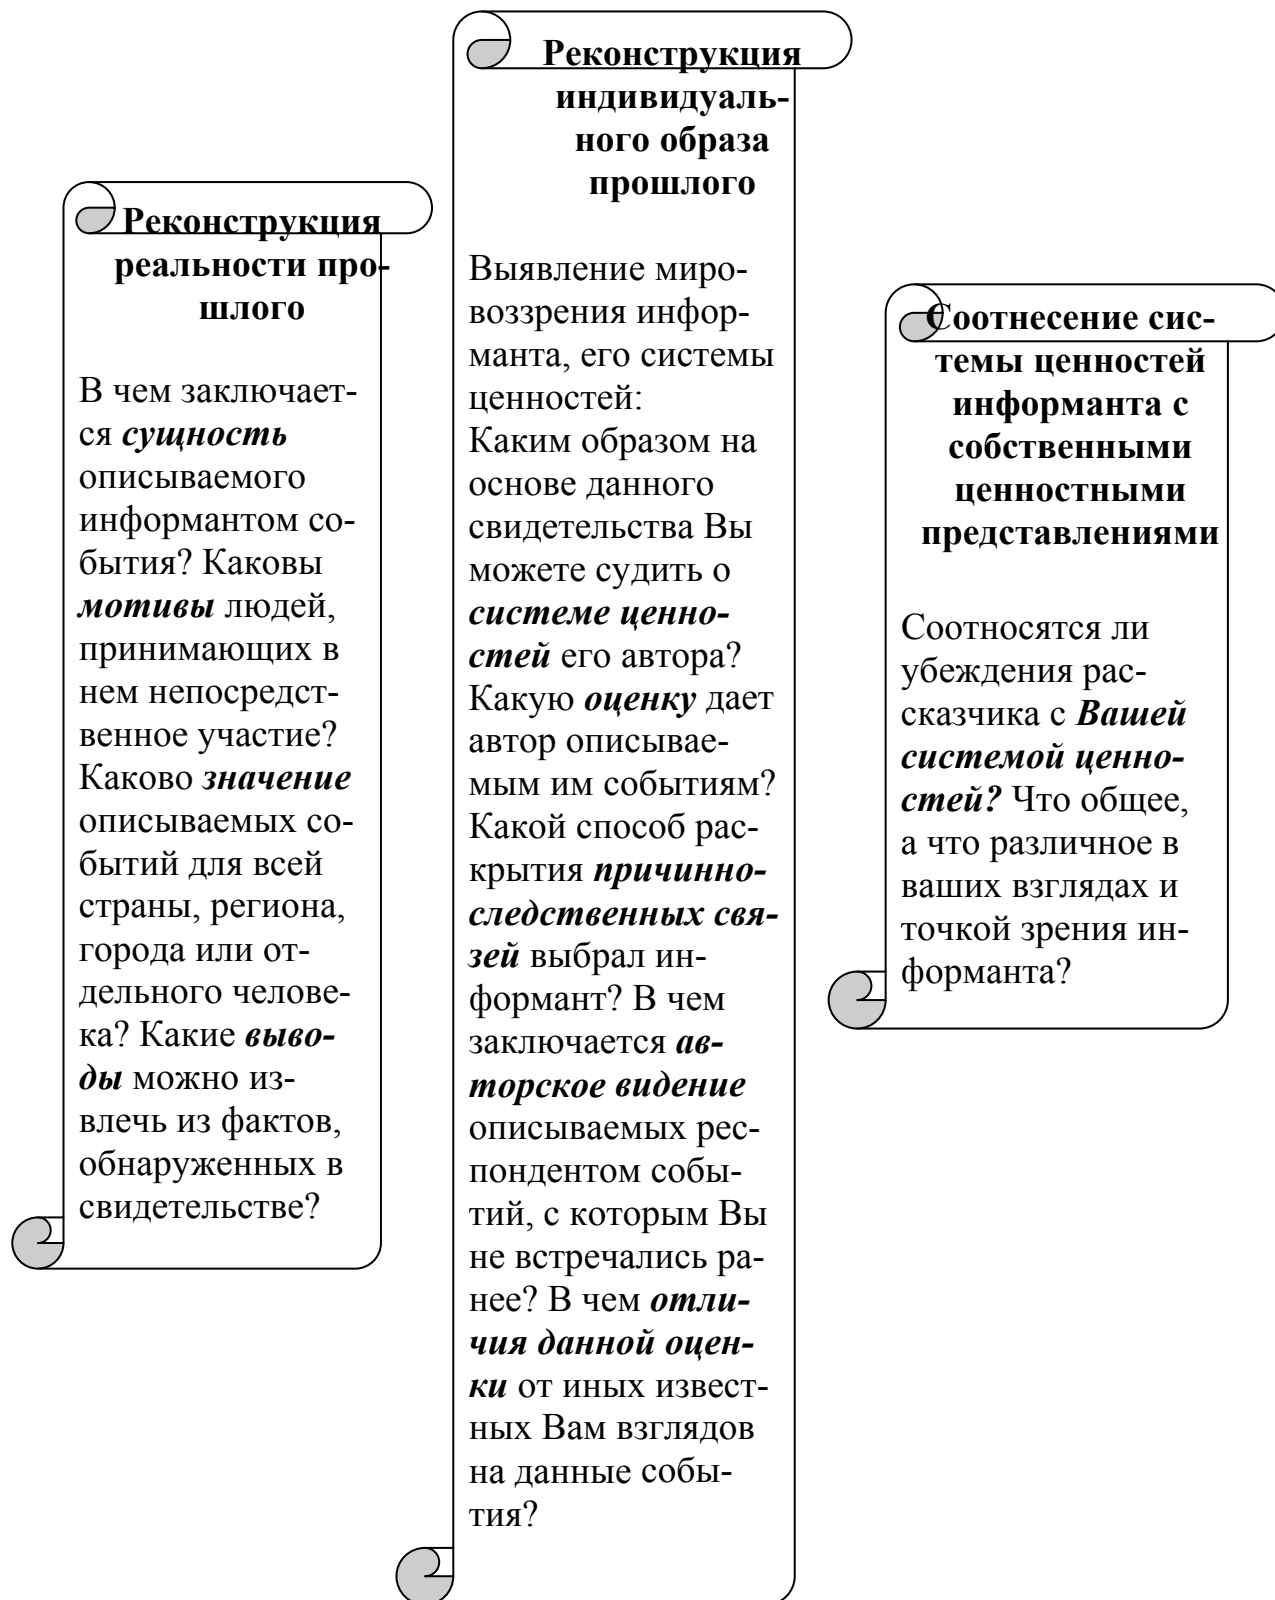 Реконструкция
реальности про-
шлого
В чем заключает-
ся сущность
описываемого
информантом со-
бытия? Каковы
мотивы людей,
принимающих в
нем непосредст-
венное участие?
Каково значение
описываемых со-
бытий для всей
страны, региона,
города или от-
дельного челове-
ка? Какие выво-
ды можно из-
влечь из фактов,
обнаруженных в
свидетельстве?
Реконструкция
индивидуаль-
ного образа
прошлого
Выявление миро-
воззрения инфор-
манта, его системы
ценностей:
Каким образом на
основе данного
свидетельства Вы
можете судить о
системе ценно-
стей его автора?
Какую оценку дает
автор описывае-
мым им событиям?
Какой способ рас-
крытия причинно-
следственных свя-
зей выбрал ин-
формант? В чем
заключается ав-
торское видение
описываемых рес-
пондентом собы-
тий, с которым Вы
не встречались ра-
нее? В чем отли-
чия данной оцен-
ки от иных извест-
ных Вам взглядов
на данные собы-
тия?
Соотнесение сис-
темы ценностей
информанта с
собственными
ценностными
представлениями
Соотносятся ли
убеждения рас-
сказчика с Вашей
системой ценно-
стей? Что общее,
а что различное в
ваших взглядах и
точкой зрения ин-
форманта?